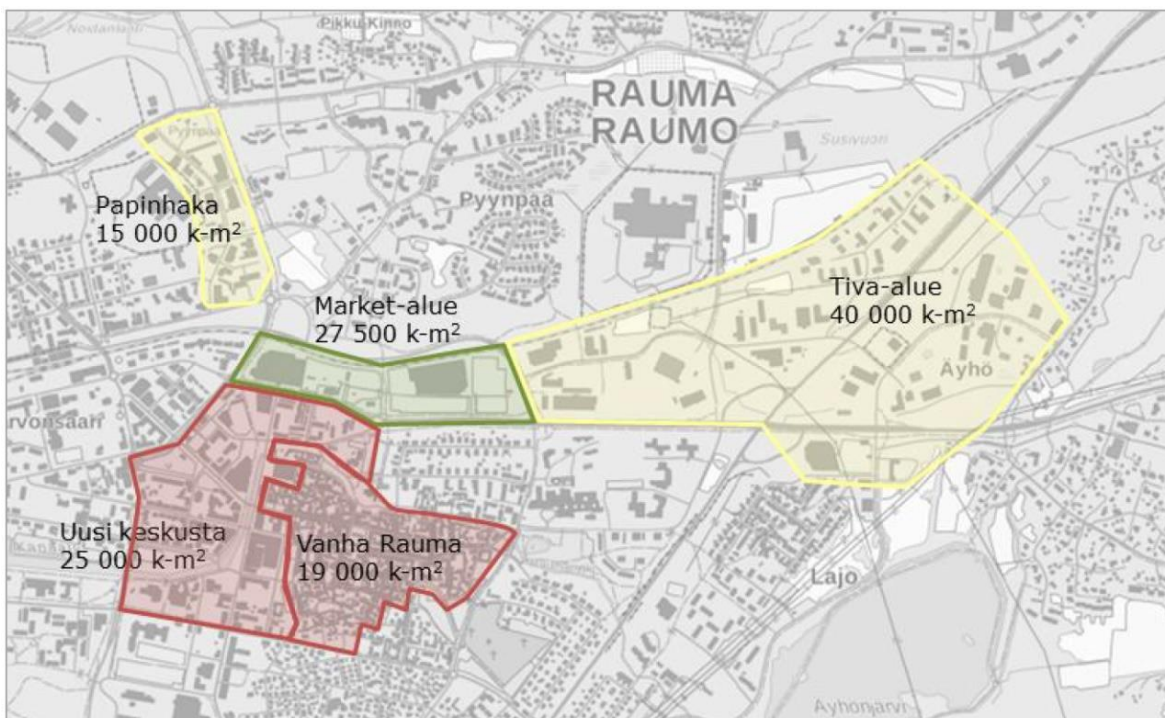 Pikku-Kinno
RAUMA
RAUMO
Susivuori
Pyynpää
Papinhaka
15 000 k-m²
Market-alue
27 500 k-m²
Tiva-alue
40 000 k-m²
Äyhö
Uusi keskusta
25 000 k-m²
Vanha Rauma
19 000 k-m²
Lajo
Äyhönjärvi